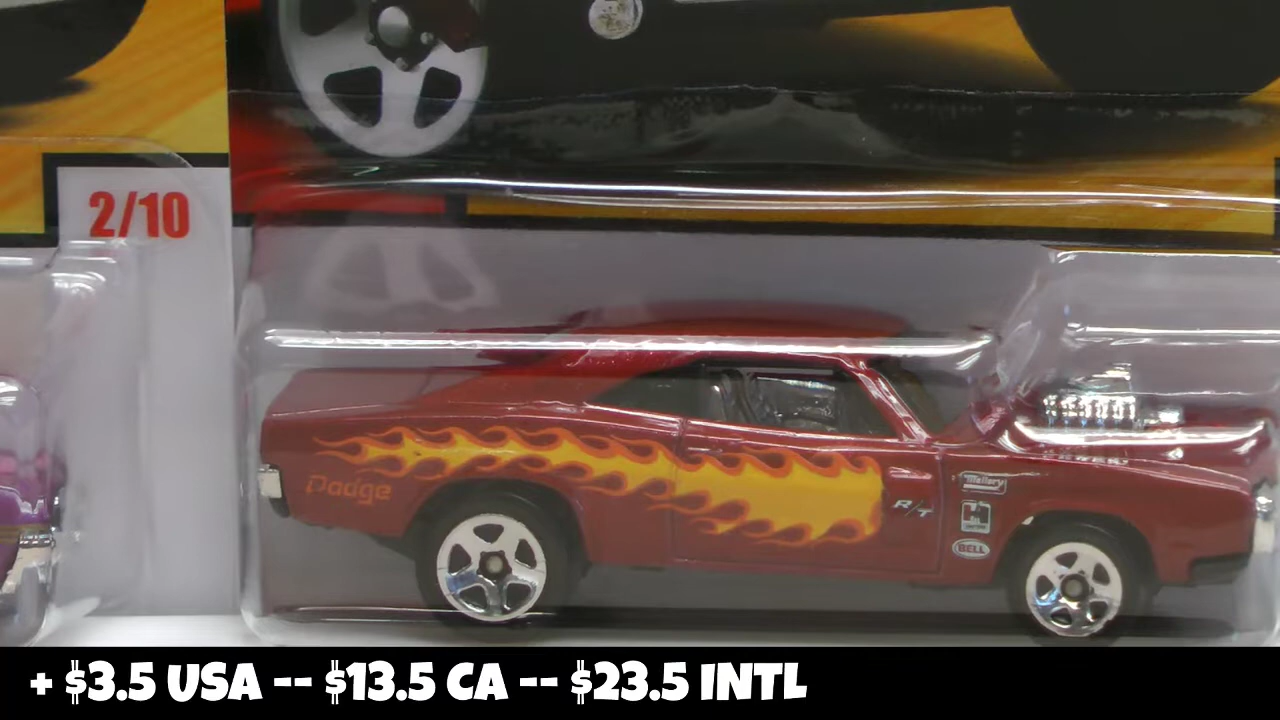 2/10
Dodge
R/T
Mallory
BELL
+ $3.5 USA -- $13.5 CA -- $23.5 INTL